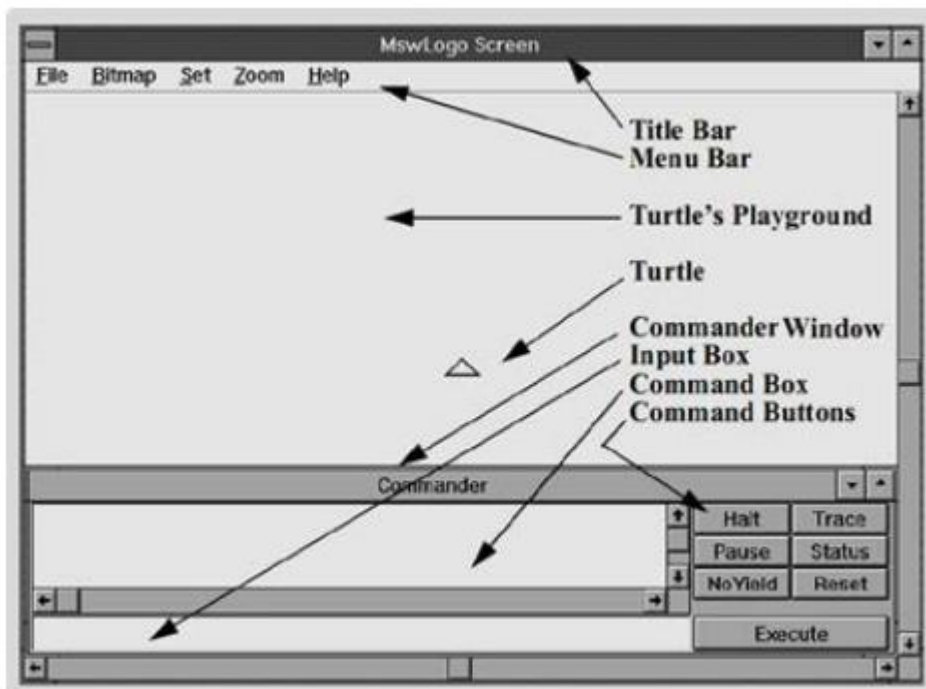 MswLogo Screen
File Bitmap Set Zoom Help
Title Bar
Menu Bar
Turtle's Playground
Turtle
Commander Window
Input Box
Command Box
Command Buttons
Commander
Halt Trace
Pause Status
NoYield Reset
Execute